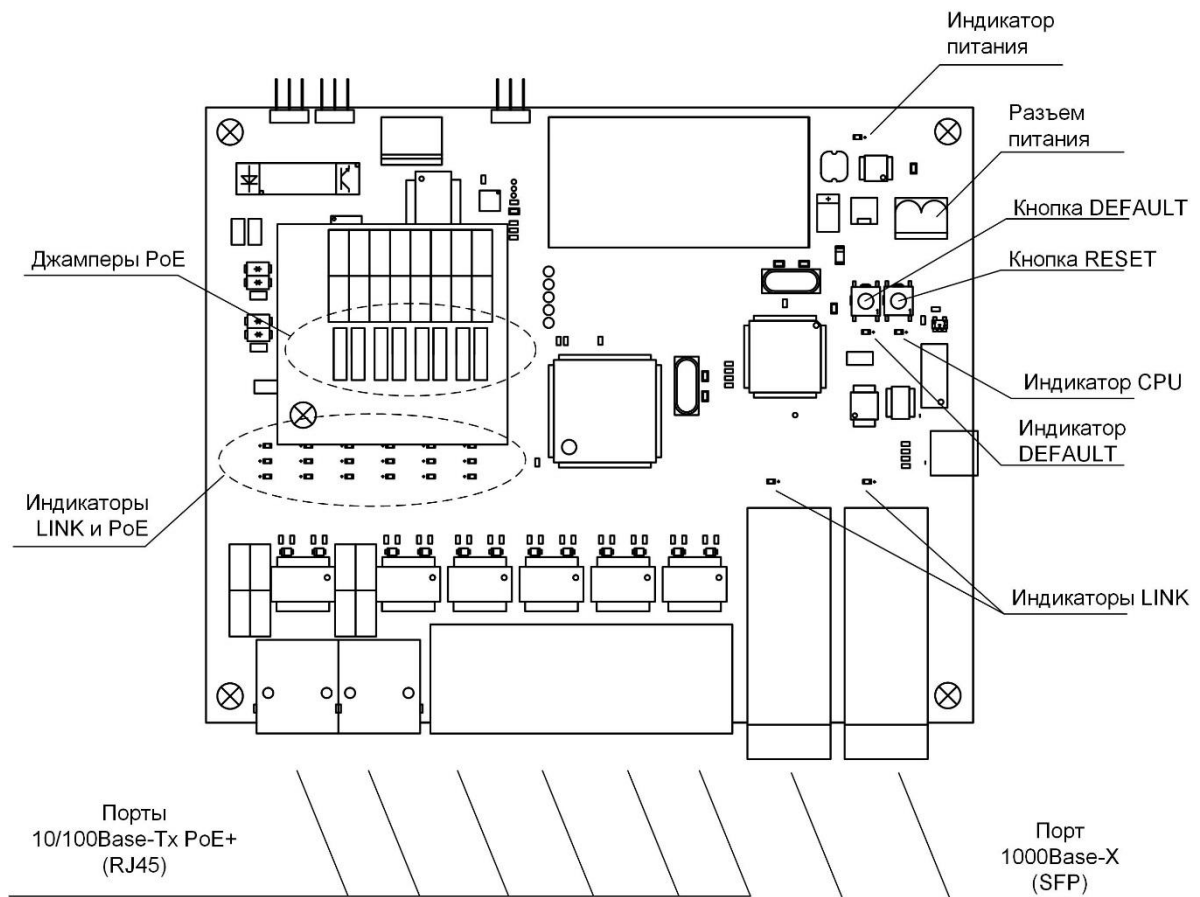 Индикатор
питания
Разъем
питания
Кнопка DEFAULT
Кнопка RESET
Джамперы PoE
Индикатор CPU
Индикатор
DEFAULT
Индикаторы
LINK и PoE
Индикаторы LINK
Порты
10/100Base-Tx PoE+
(RJ45)
Порт
1000Base-X
(SFP)